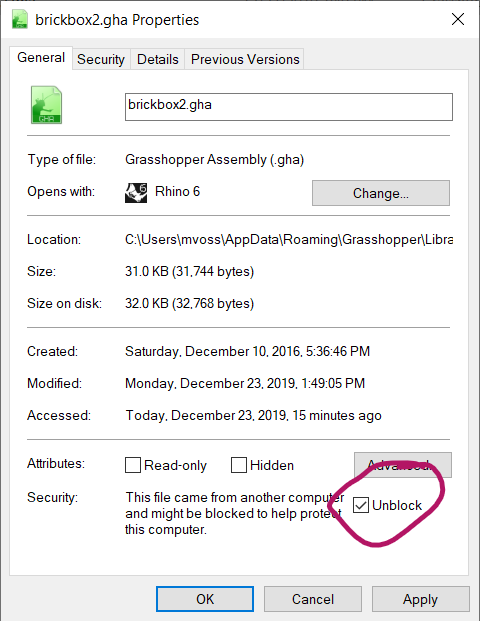 brickbox2.gha Properties
General Security Details Previous Versions
GHA
brickbox2.gha
Type of file: Grasshopper Assembly (.gha)
Opens with: 6 Rhino 6 Change...
Location: C:\Users\mvoss\AppData\Roaming\Grasshopper\Libra
Size: 31.0 KB (31,744 bytes)
Size on disk: 32.0 KB (32,768 bytes)
Created: Saturday, December 10, 2016, 5:36:46 PM
Modified: Monday, December 23, 2019, 1:49:05 PM
Accessed: Today, December 23, 2019, 15 minutes ago
Attributes: Read-only Hidden Advanced...
Security: This file came from another computer
and might be blocked to help protect
this computer.
Unblock
OK Cancel Apply